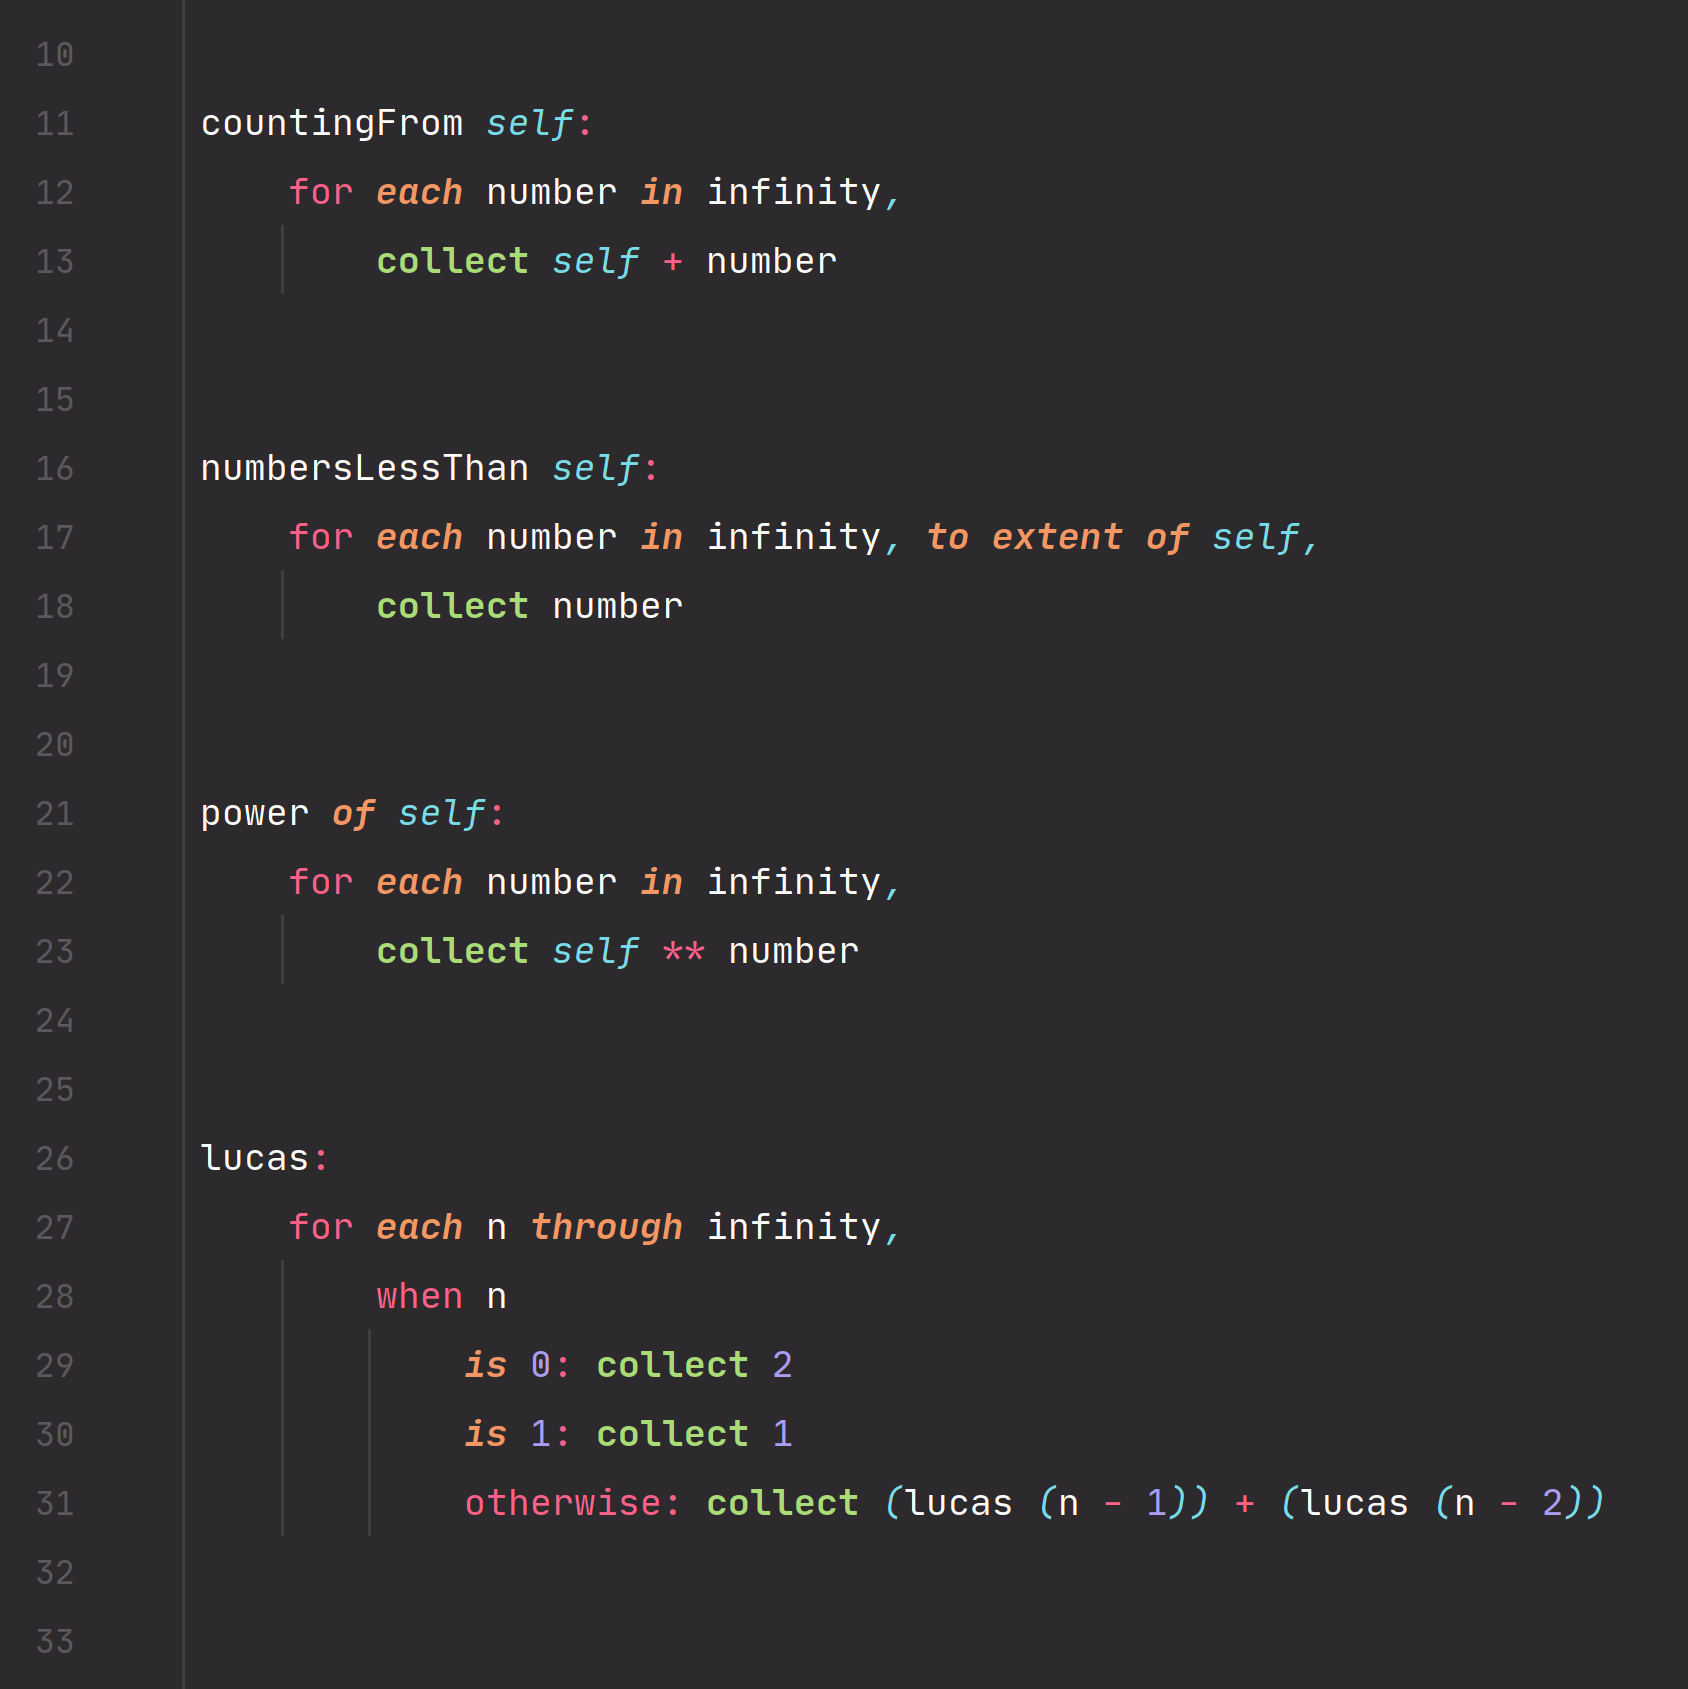 10
11 countingFrom self:
12     for each number in infinity,
13         collect self + number
14
15
16 numbersLessThan self:
17     for each number in infinity, to extent of self,
18         collect number
19
20
21 power of self:
22     for each number in infinity,
23         collect self ** number
24
25
26 lucas:
27     for each n through infinity,
28         when n
29             is 0: collect 2
30             is 1: collect 1
31             otherwise: collect (lucas (n - 1)) + (lucas (n - 2))
32
33